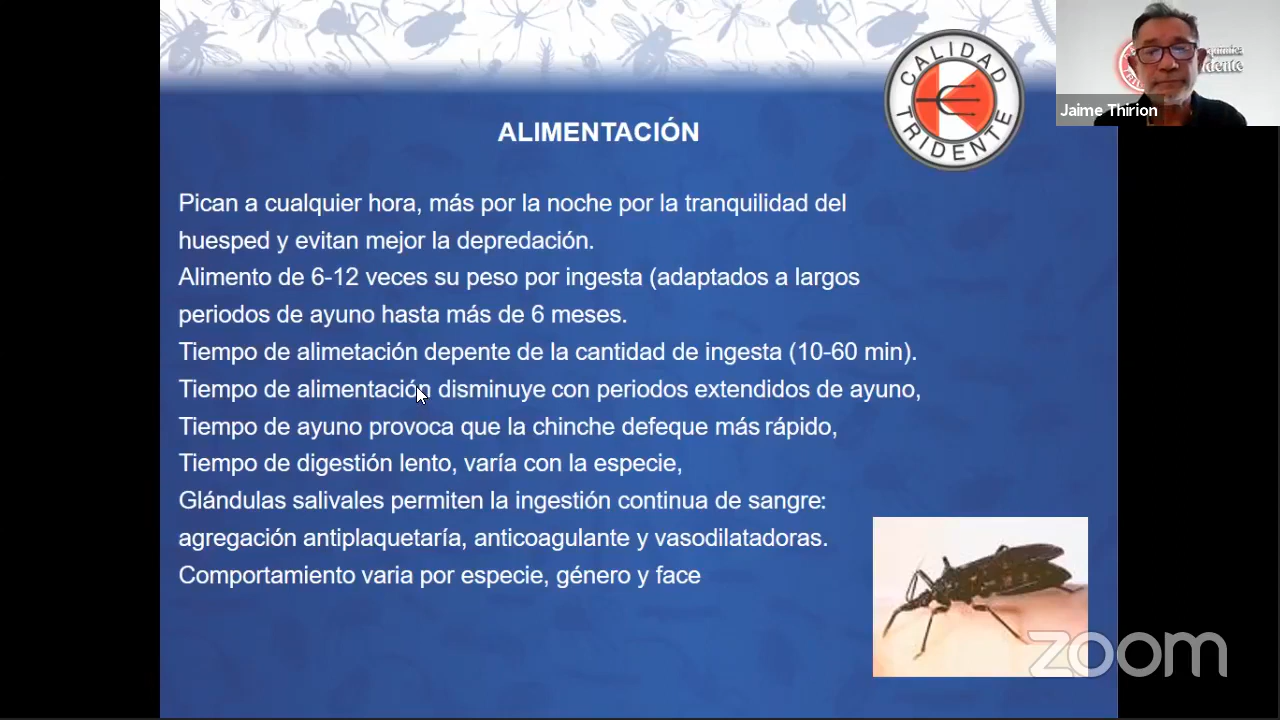 CALIDAD
TRIDENTE
Jaime Thirion
ALIMENTACIÓN
Pican a cualquier hora, más por la noche por la tranquilidad del
huesped y evitan mejor la depredación.
Alimento de 6-12 veces su peso por ingesta (adaptados a largos
periodos de ayuno hasta más de 6 meses.
Tiempo de alimetación depente de la cantidad de ingesta (10-60 min).
Tiempo de alimentación disminuye con periodos extendidos de ayuno,
Tiempo de ayuno provoca que la chinche defeque más rápido,
Tiempo de digestión lento, varía con la especie,
Glándulas salivales permiten la ingestión continua de sangre:
agregación antiplaquetaría, anticoagulante y vasodilatadoras.
Comportamiento varia por especie, género y face
zoom